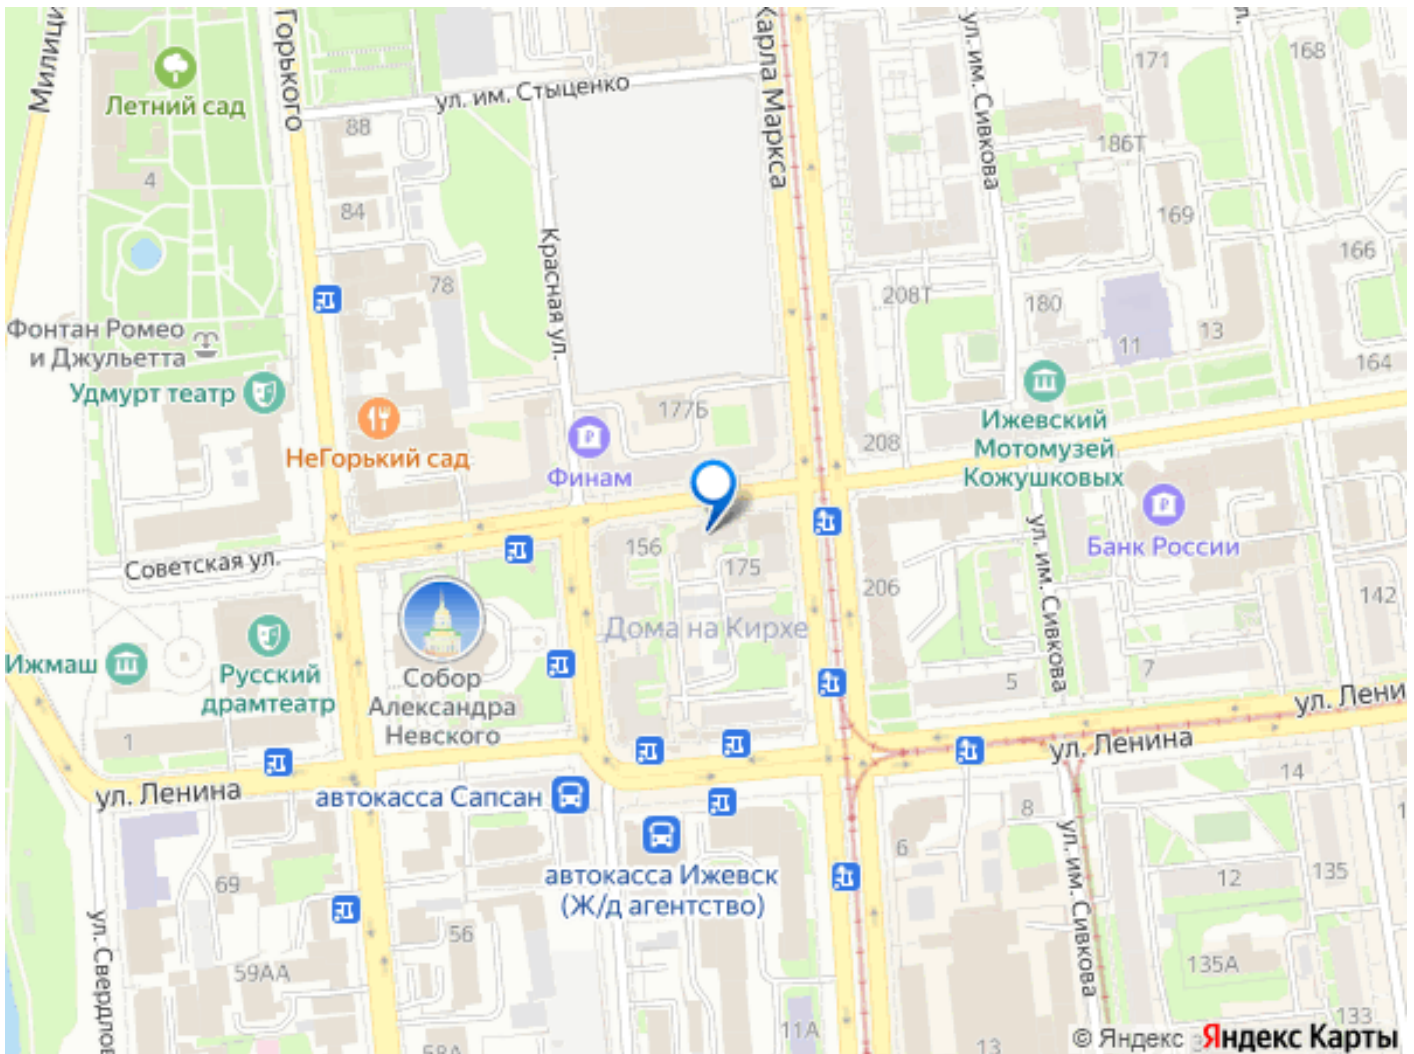 Милици
Горького
Карла Маркса
ул. им. Сивкова
ул.
168
171
Летний сад
ул. им. Стыценко
88
186Т
4
84
169
166
Красная ул.
78
208Т
180
13
11
164
Фонтан Ромео
и Джульетта
Удмурт театр
НеГорький сад
177Б
Финам
208
Ижевский
Мотомузей
Кожушковых
Банк России
ул. им. Сивкова
Советская ул.
156
175
206
142
Дома на Кирхе
Ижмаш
Русский
драмтеатр
Собор
Александра
Невского
5
7
ул. Лени
1
ул. Ленина
ул. Ленина
автокасса Сапсан
14
8
6
автокасса Ижевск
(Ж/д агентство)
ул. им. Сивкова
69
12
135
ул. Свердлов
56
59АА
135А
58А
11А
13
133
© Яндекс Яндекс Карты